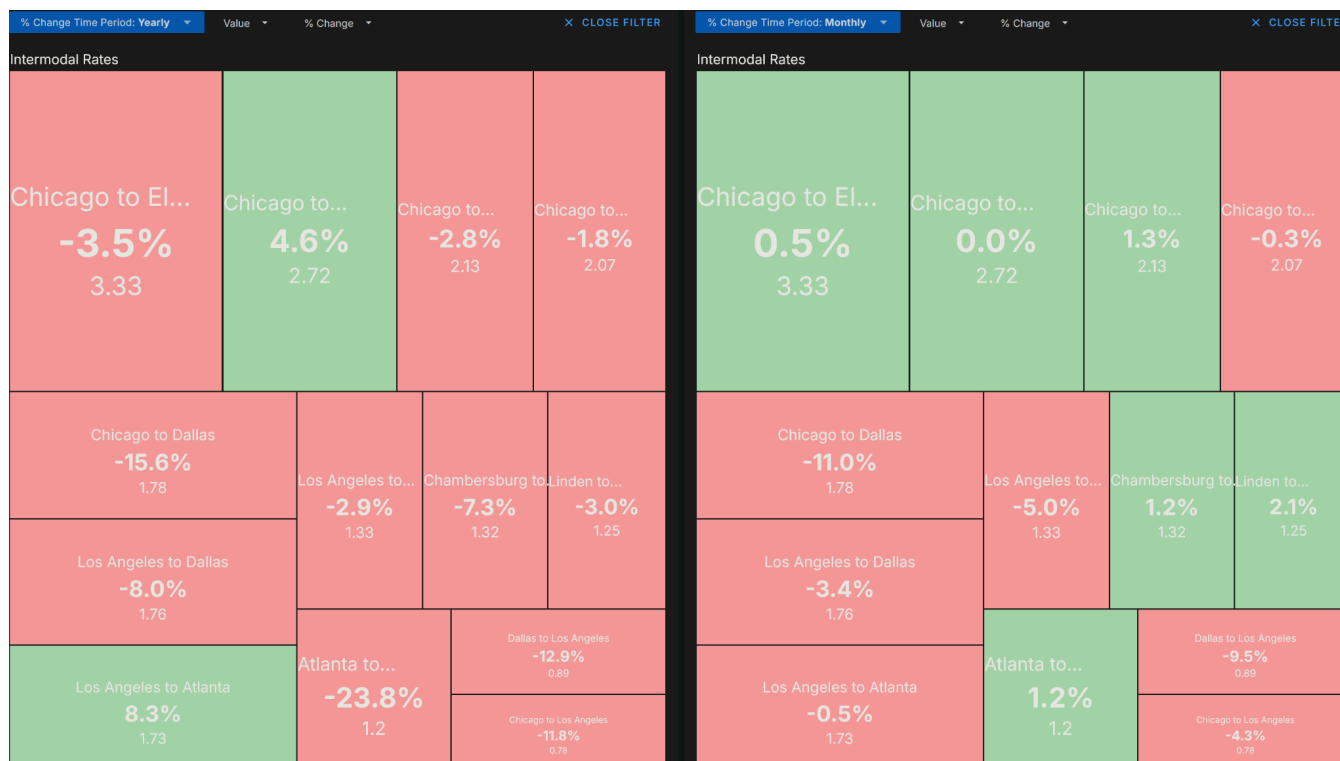 % Change Time Period: Yearly
Value
% Change
× CLOSE FILTER
Intermodal Rates
Chicago to El...
-3.5%
3.33
Chicago to...
4.6%
2.72
Chicago to...
-2.8%
2.13
Chicago to...
-1.8%
2.07
Chicago to Dallas
-15.6%
1.78
Los Angeles to Dallas
-8.0%
1.76
Los Angeles to Atlanta
8.3%
1.73
Los Angeles to...
-2.9%
1.33
Chambersburg to.
-7.3%
1.32
Linden to...
-3.0%
1.25
Atlanta to...
-23.8%
1.2
Dallas to Los Angeles
-12.9%
0.89
Chicago to Los Angeles
-11.8%
0.78
% Change Time Period: Monthly
Value
% Change
× CLOSE FILTE
Intermodal Rates
Chicago to El...
0.5%
3.33
Chicago to...
0.0%
2.72
Chicago to...
1.3%
2.13
Chicago to...
-0.3%
2.07
Chicago to Dallas
-11.0%
1.78
Los Angeles to Dallas
-3.4%
1.76
Los Angeles to Atlanta
-0.5%
1.73
Los Angeles to...
-5.0%
1.33
Chambersburg to.
1.2%
1.32
Linden to...
2.1%
1.25
Atlanta to...
1.2%
1.2
Dallas to Los Angeles
-9.5%
0.89
Chicago to Los Angeles
-4.3%
0.78